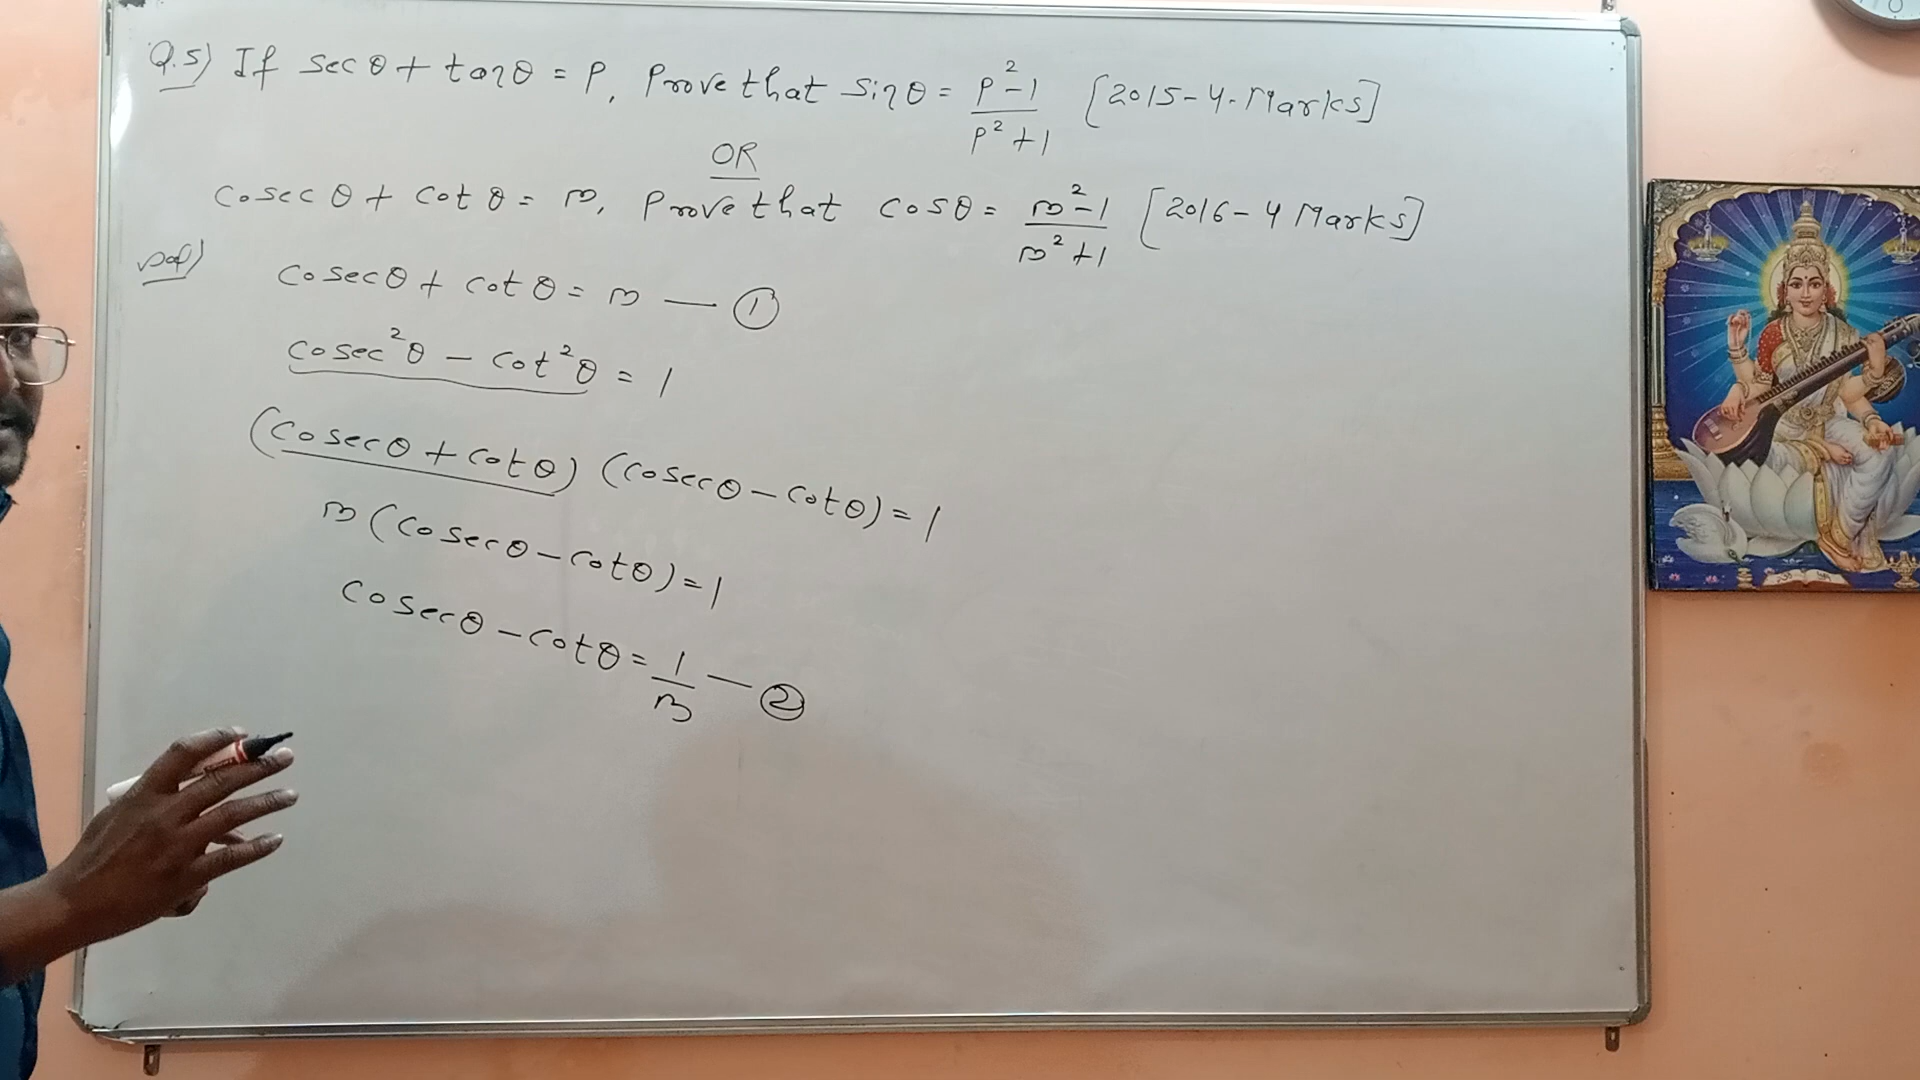 Q.5) If secθ + tanθ = P, Prove that sinθ = P²-1 / P²+1 [2015-4-Marks]
OR
cosecθ + cotθ = m, Prove that cosθ = m²-1 / m²+1 [2016-4 Marks]
Sol)
cosecθ + cotθ = m — ①
cosec²θ - cot²θ = 1
(cosecθ + cotθ) (cosecθ - cotθ) = 1
m (cosecθ - cotθ) = 1
cosecθ - cotθ = 1/m — ②